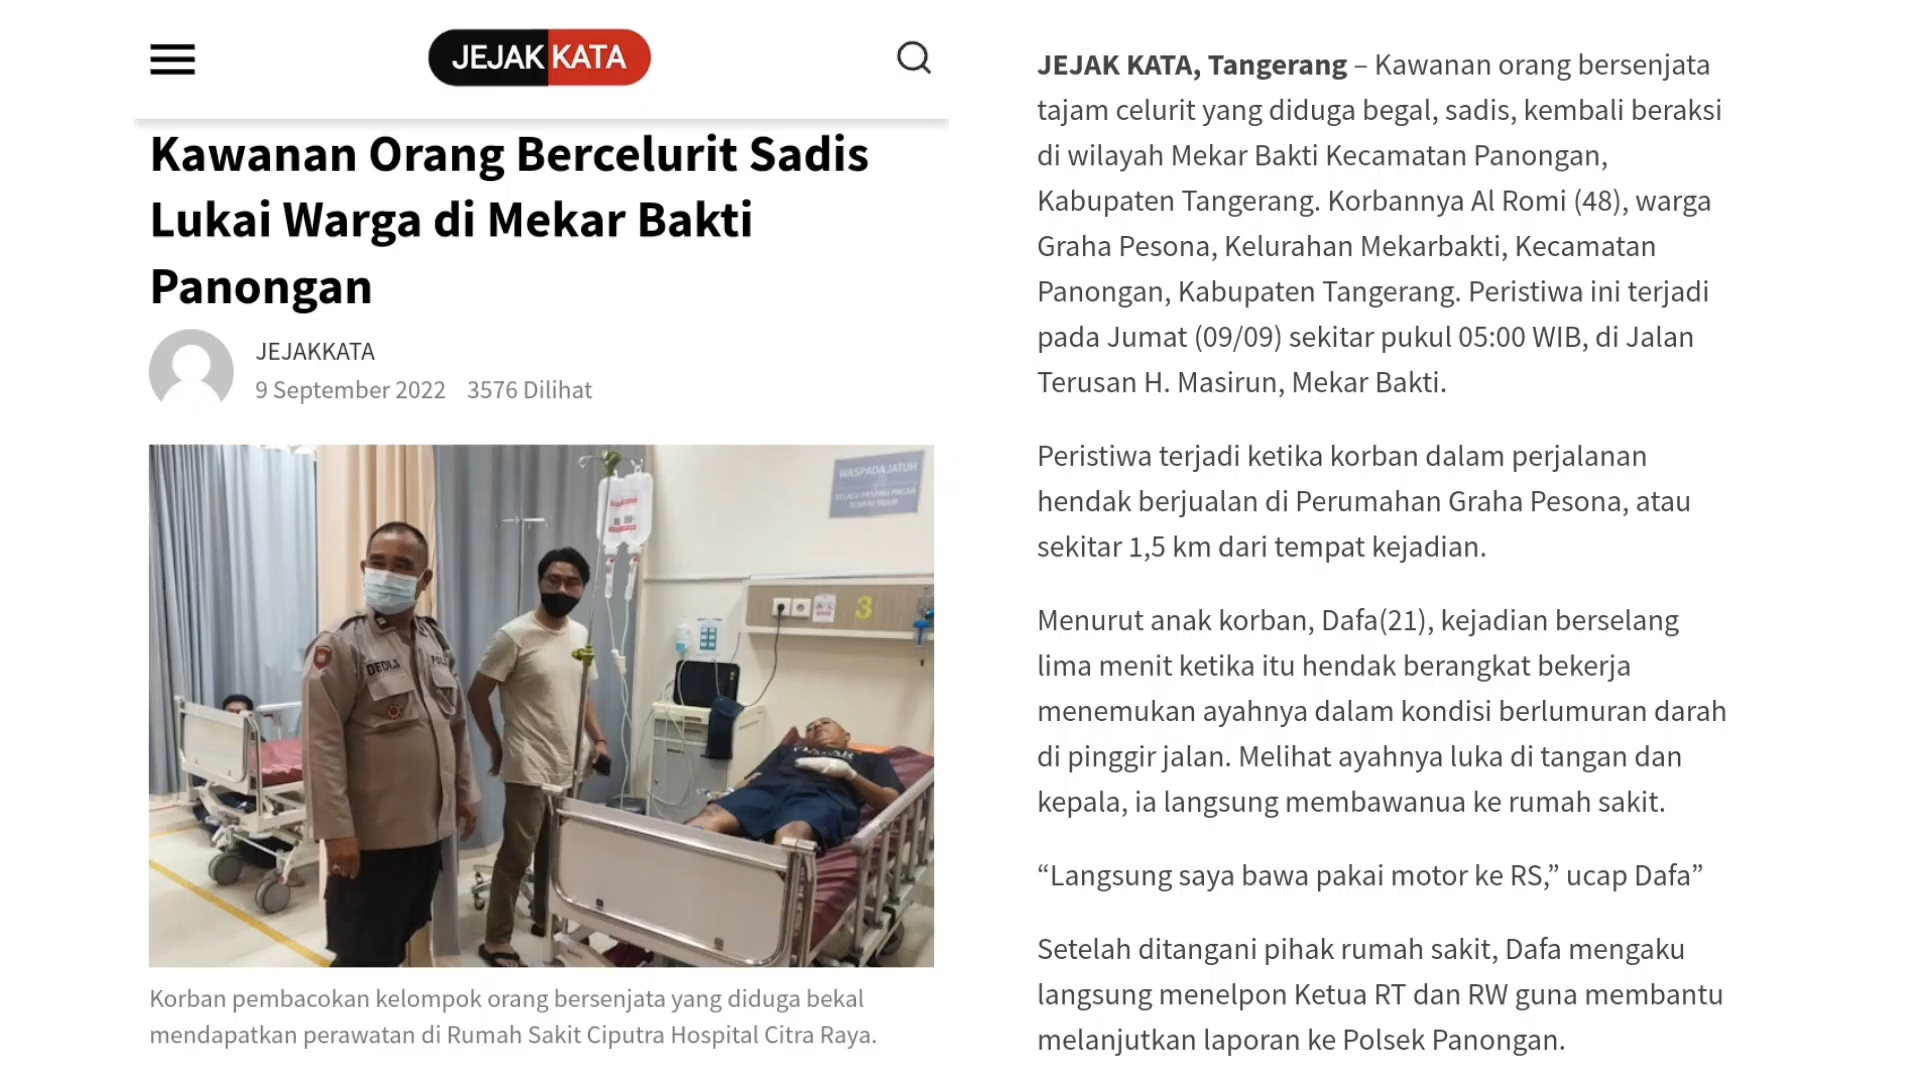 JEJAK KATA
Kawanan Orang Bercelurit Sadis
Lukai Warga di Mekar Bakti
Panongan
JEJAKKATA
9 September 2022 3576 Dilihat
WASPADA JATUH
SELALU PASANG PAGAR
TEMPAT TIDUR
3
Korban pembacokan kelompok orang bersenjata yang diduga bekal
mendapatkan perawatan di Rumah Sakit Ciputra Hospital Citra Raya.
JEJAK KATA, Tangerang – Kawanan orang bersenjata
tajam celurit yang diduga begal, sadis, kembali beraksi
di wilayah Mekar Bakti Kecamatan Panongan,
Kabupaten Tangerang. Korbannya Al Romi (48), warga
Graha Pesona, Kelurahan Mekarbakti, Kecamatan
Panongan, Kabupaten Tangerang. Peristiwa ini terjadi
pada Jumat (09/09) sekitar pukul 05:00 WIB, di Jalan
Terusan H. Masirun, Mekar Bakti.
Peristiwa terjadi ketika korban dalam perjalanan
hendak berjualan di Perumahan Graha Pesona, atau
sekitar 1,5 km dari tempat kejadian.
Menurut anak korban, Dafa(21), kejadian berselang
lima menit ketika itu hendak berangkat bekerja
menemukan ayahnya dalam kondisi berlumuran darah
di pinggir jalan. Melihat ayahnya luka di tangan dan
kepala, ia langsung membawanua ke rumah sakit.
“Langsung saya bawa pakai motor ke RS,” ucap Dafa”
Setelah ditangani pihak rumah sakit, Dafa mengaku
langsung menelpon Ketua RT dan RW guna membantu
melanjutkan laporan ke Polsek Panongan.